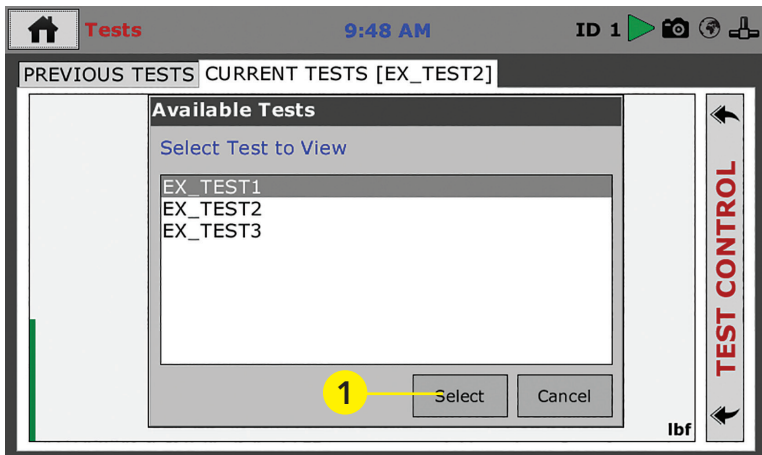 Tests 9:48 AM ID 1
PREVIOUS TESTS CURRENT TESTS [EX_TEST2]
Available Tests
Select Test to View
EX_TEST1
EX_TEST2
EX_TEST3
1 Select Cancel
TEST CONTROL
lbf